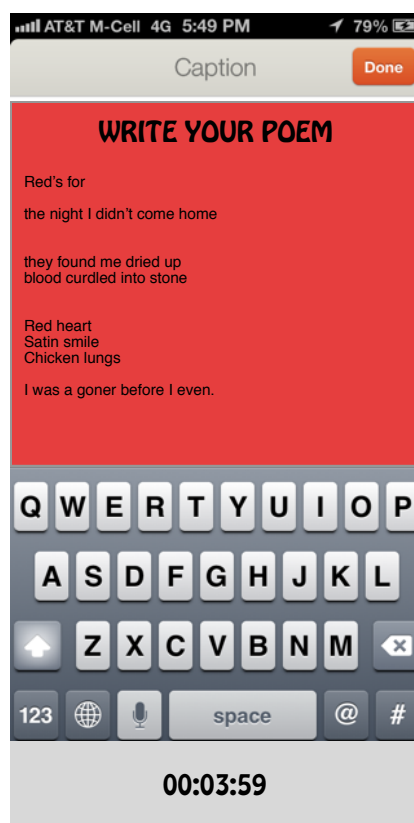 AT&T M-Cell 4G 5:49 PM 79%
Caption
Done
WRITE YOUR POEM
Red's for
the night I didn't come home
they found me dried up
blood curdled into stone
Red heart
Satin smile
Chicken lungs
I was a goner before I even.
Q W E R T Y U I O P
A S D F G H J K L
Z X C V B N M
123 space @ #
00:03:59